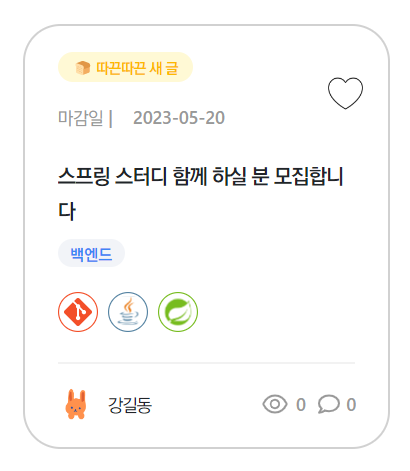 따끈따끈 새 글
마감일 | 2023-05-20
스프링 스터디 함께 하실 분 모집합니
다
백엔드
강길동 0 0